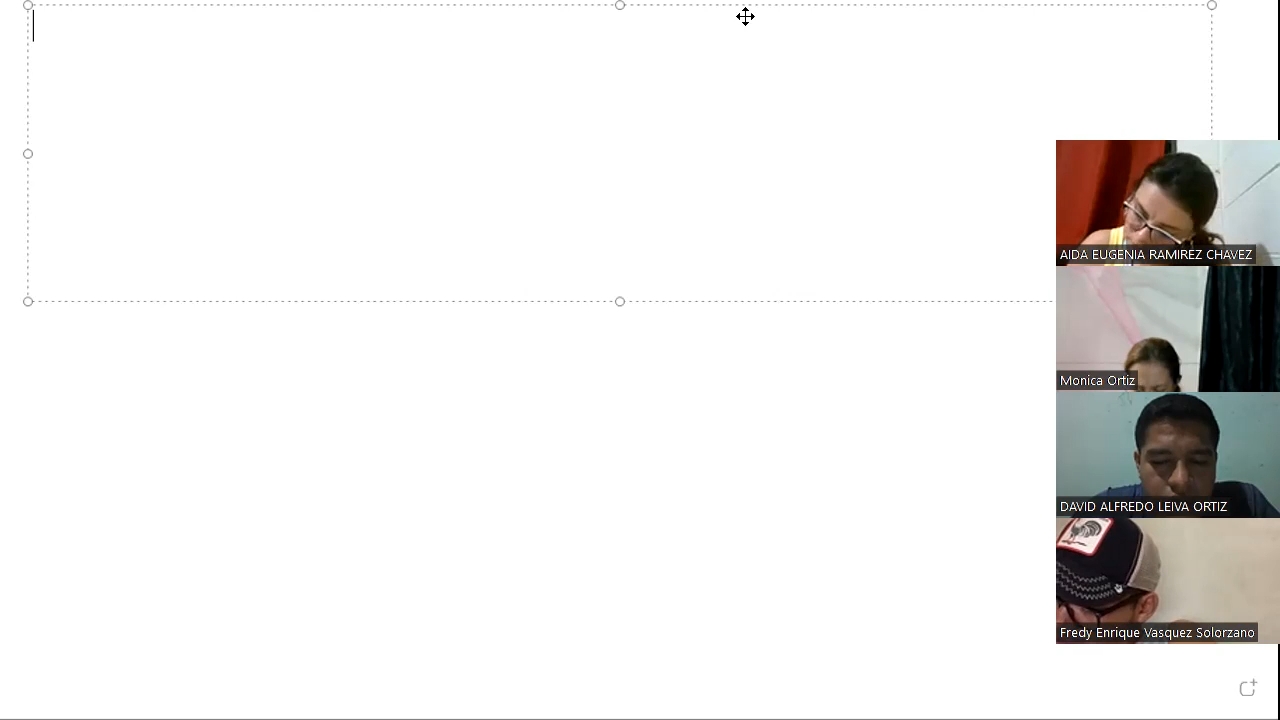 AIDA EUGENIA RAMIREZ CHAVEZ
Monica Ortiz
DAVID ALFREDO LEIVA ORTIZ
Fredy Enrique Vasquez Solorzano